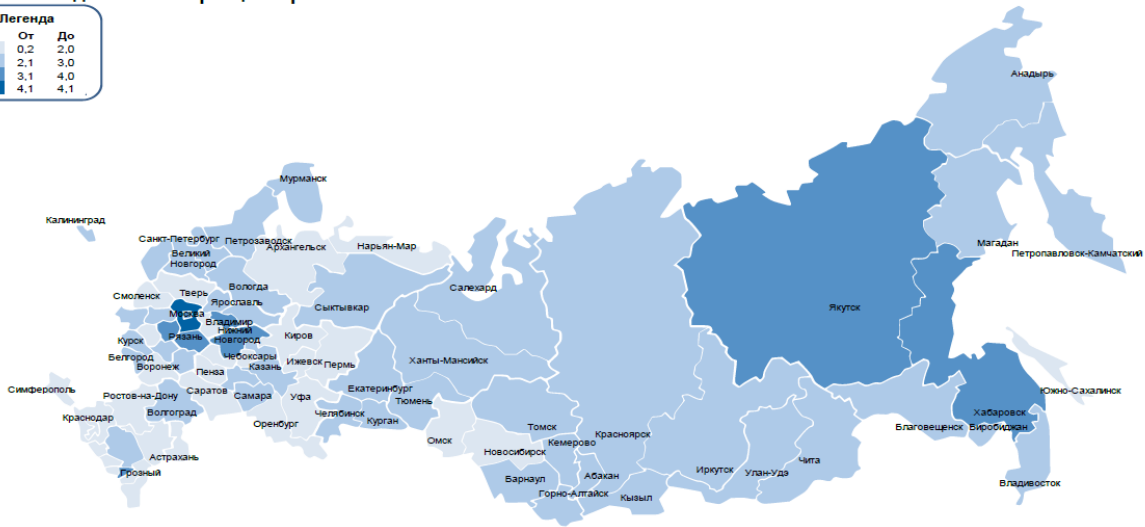 Легенда
От До
0,2 2,0
2,1 3,0
3,1 4,0
4,1 4,1
Анадырь
Мурманск
Калининград
Санкт-Петербург
Петрозаводск
Архангельск
Нарьян-Мар
Магадан
Петропавловск-Камчатский
Великий
Новгород
Салехард
Вологда
Тверь
Смоленск
Ярославль
Сыктывкар
Якутск
Москва
Владимир
Нижний
Новгород
Киров
Рязань
Курск
Белгород
Чебоксары
Казань
Ижевск
Пермь
Ханты-Мансийск
Воронеж
Пенза
Симферополь
Ростов-на-Дону
Саратов
Самара
Уфа
Екатеринбург
Тюмень
Южно-Сахалинск
Краснодар
Волгоград
Оренбург
Челябинск
Курган
Хабаровск
Благовещенск
Биробиджан
Томск
Красноярск
Омск
Кемерово
Новосибирск
Астрахань
Грозный
Чита
Иркутск
Улан-Удэ
Барнаул
Абакан
Владивосток
Горно-Алтайск
Кызыл